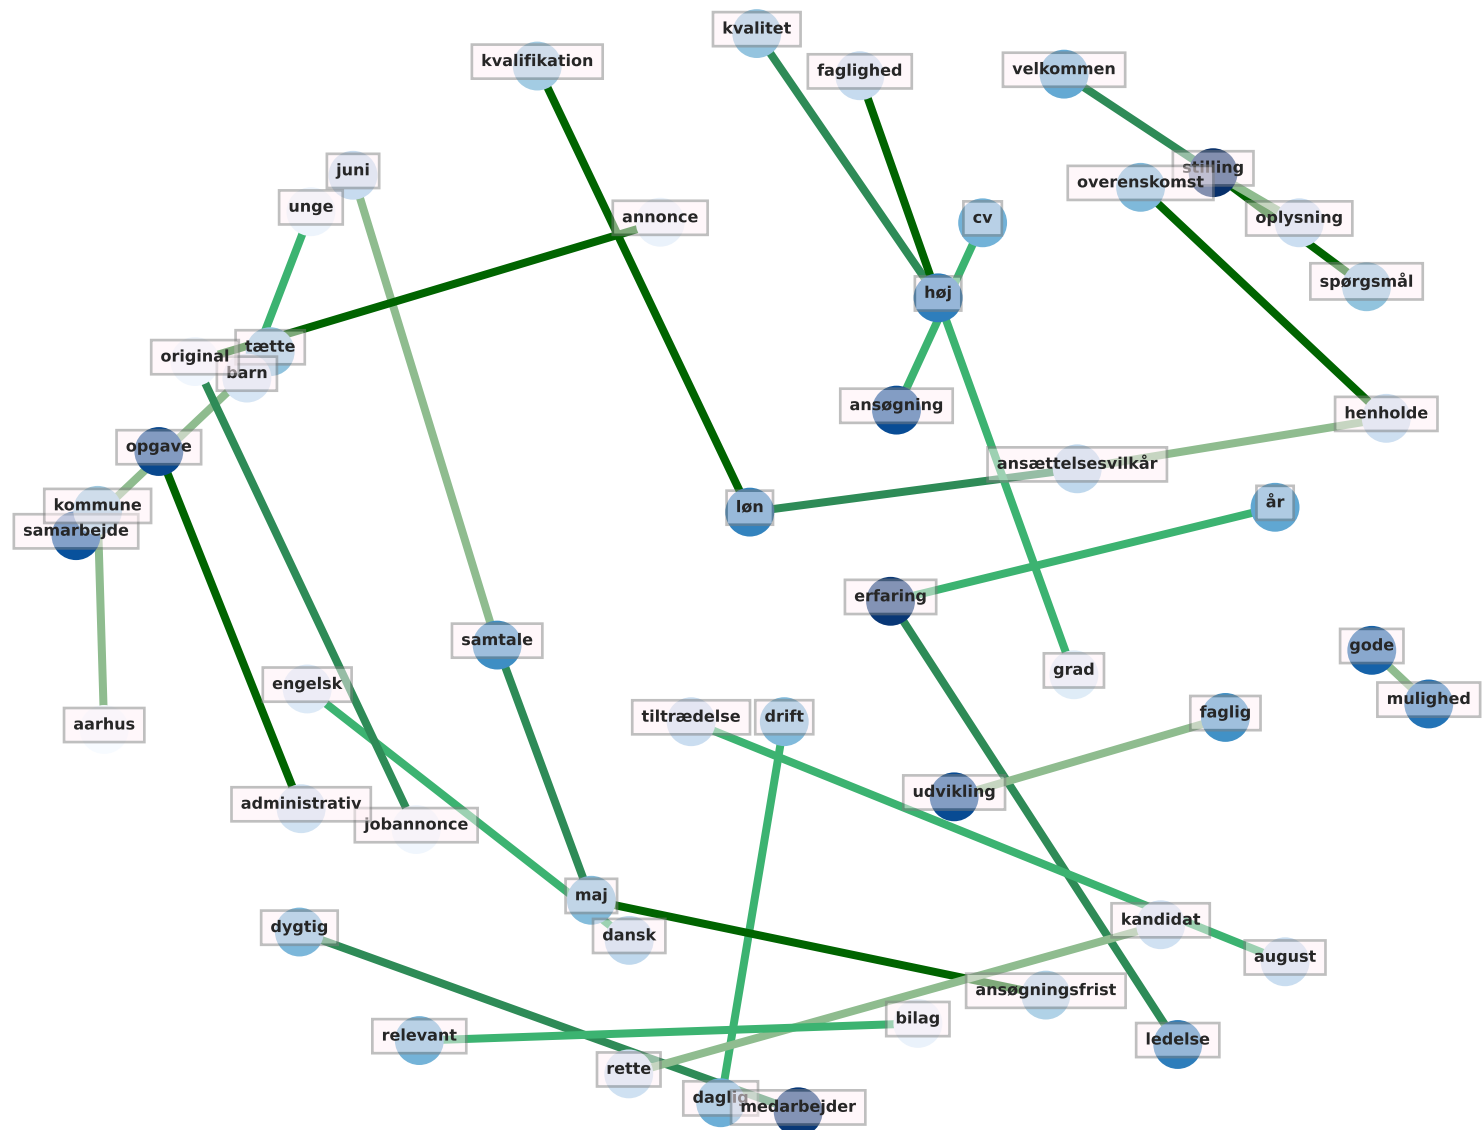 kvalitet
kvalifikation
faglighed
velkommen
juni
stilling
overenskomst
unge
annonce
cv
oplysning
spørgsmål
høj
tætte
original
barn
ansøgning
henholde
opgave
ansættelsesvilkår
kommune
løn
år
samarbejde
erfaring
samtale
gode
grad
engelsk
mulighed
tiltrædelse
drift
faglig
aarhus
udvikling
administrativ
jobannonce
maj
kandidat
dygtig
dansk
august
ansøgningsfrist
bilag
relevant
ledelse
rette
daglig
medarbejder